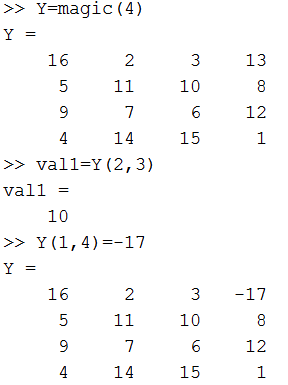 >> Y=magic(4)
Y =
    16     2     3    13
     5    11    10     8
     9     7     6    12
     4    14    15     1
>> val1=Y(2,3)
val1 =
    10
>> Y(1,4)=-17
Y =
    16     2     3   -17
     5    11    10     8
     9     7     6    12
     4    14    15     1